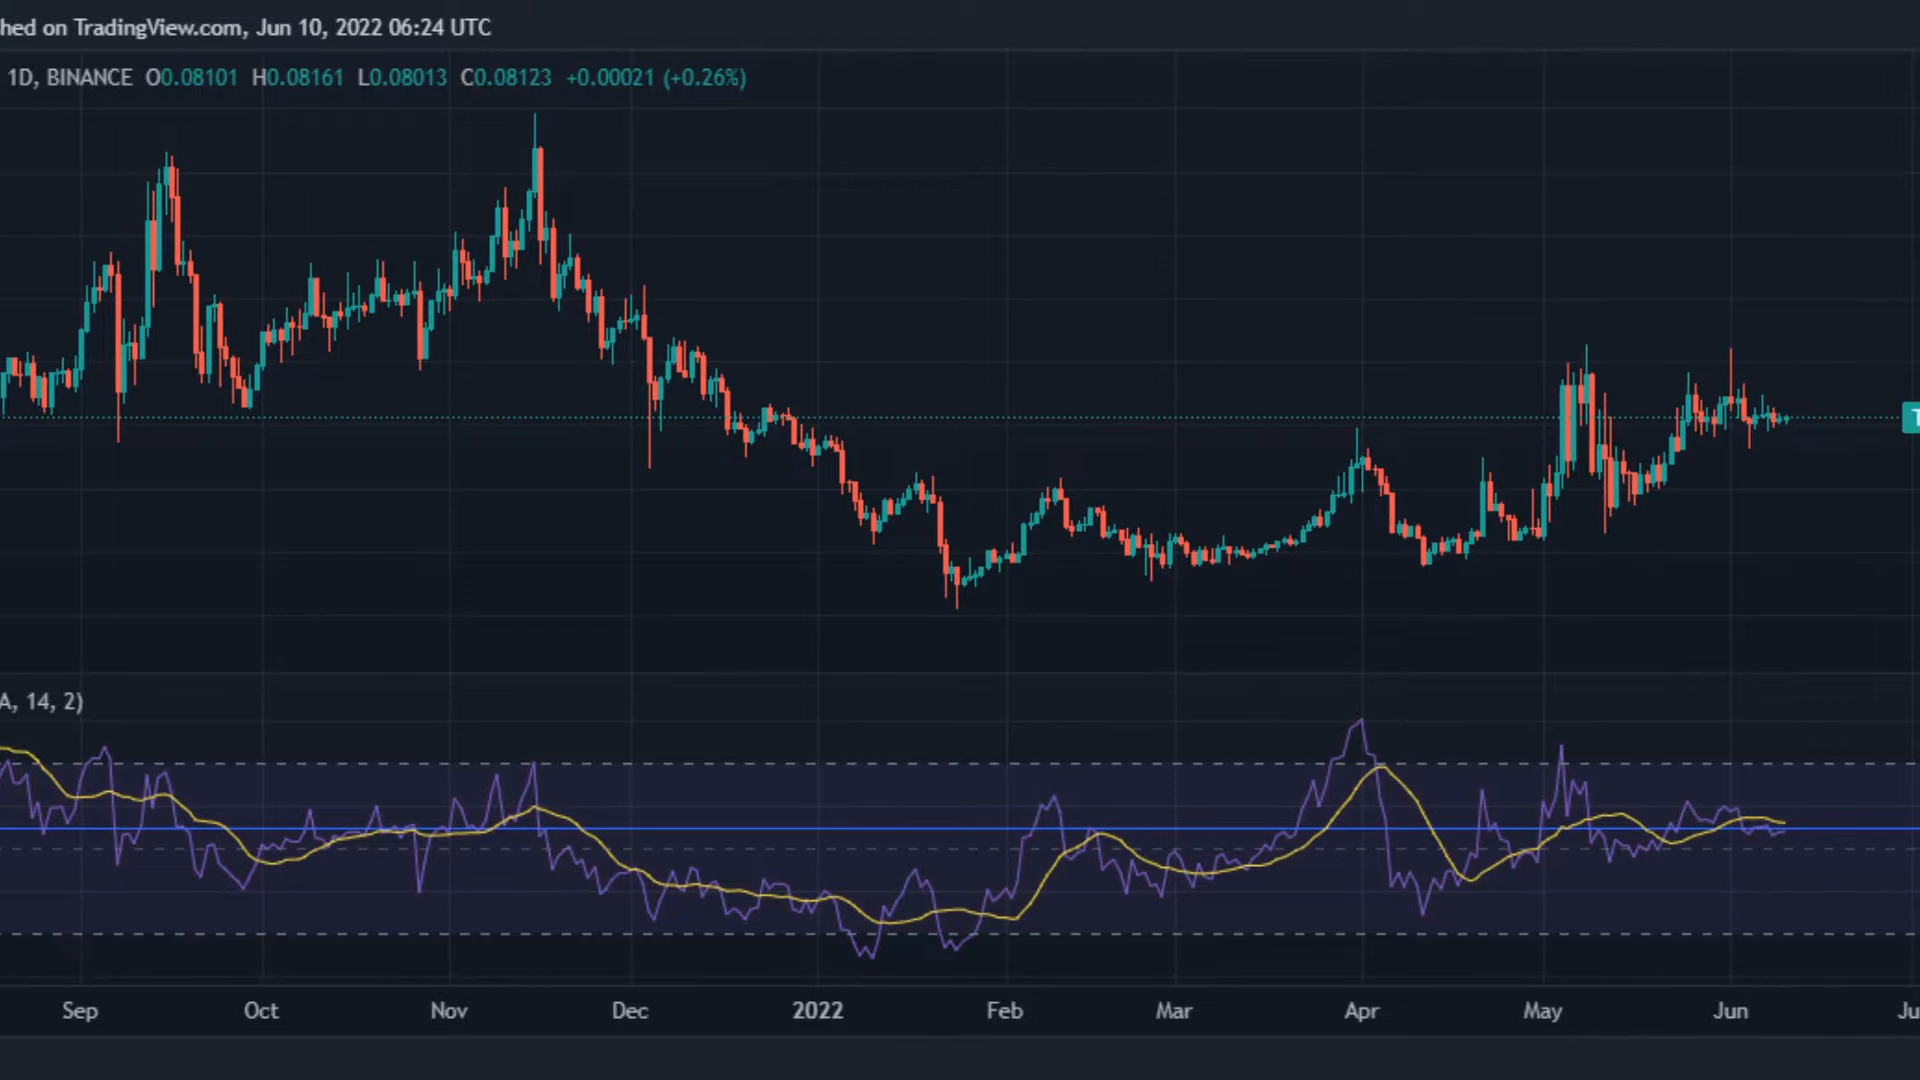 hed on TradingView.com, Jun 10, 2022 06:24 UTC
1D, BINANCE O0.08101 H0.08161 L0.08013 C0.08123 +0.00021 (+0.26%)
T
A, 14, 2)
Sep Oct Nov Dec 2022 Feb Mar Apr May Jun Ju